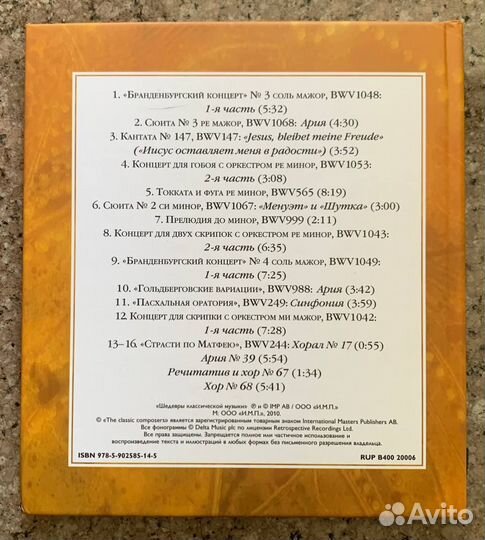 1. «Бранденбургский концерт» № 3 соль мажор, BWV1048:
1-я часть (5:32)
2. Сюита № 3 ре мажор, BWV1068: Ария (4:30)
3. Кантата № 147, BWV147: «Jesus, bleibet meine Freude»
(«Иисус оставляет меня в радости») (3:52)
4. Концерт для гобоя с оркестром ре минор, BWV1053:
2-я часть (3:08)
5. Токката и фуга ре минор, BWV565 (8:19)
6. Сюита № 2 си минор, BWV1067: «Менуэт» и «Шутка» (3:00)
7. Прелюдия до минор, BWV999 (2:11)
8. Концерт для двух скрипок с оркестром ре минор, BWV1043:
2-я часть (6:35)
9. «Бранденбургский концерт» № 4 соль мажор, BWV1049:
1-я часть (7:25)
10. «Гольдберговские вариации», BWV988: Ария (3:42)
11. «Пасхальная оратория», BWV249: Синфония (3:59)
12. Концерт для скрипки с оркестром ми мажор, BWV1042:
1-я часть (7:28)
13–16. «Страсти по Матфею», BWV244: Хорал № 17 (0:55)
Ария № 39 (5:54)
Речитатив и хор № 67 (1:34)
Хор № 68 (5:41)
«Шедевры классической музыки» ℗ и © IMP AB / ООО «И.М.П.»
М: ООО «И.М.П.», 2010.
© «The classic composers» является зарегистрированным товарным знаком International Masters Publishers AB.
Все фонограммы © Delta Music plc по лицензии Retrospective Recordings Ltd.
Все права защищены. Запрещается полное или частичное использование и
воспроизведение текста и иллюстраций в любых формах без письменного разрешения владельца.
ISBN 978-5-902585-14-5 RUP B400 20006
Avito